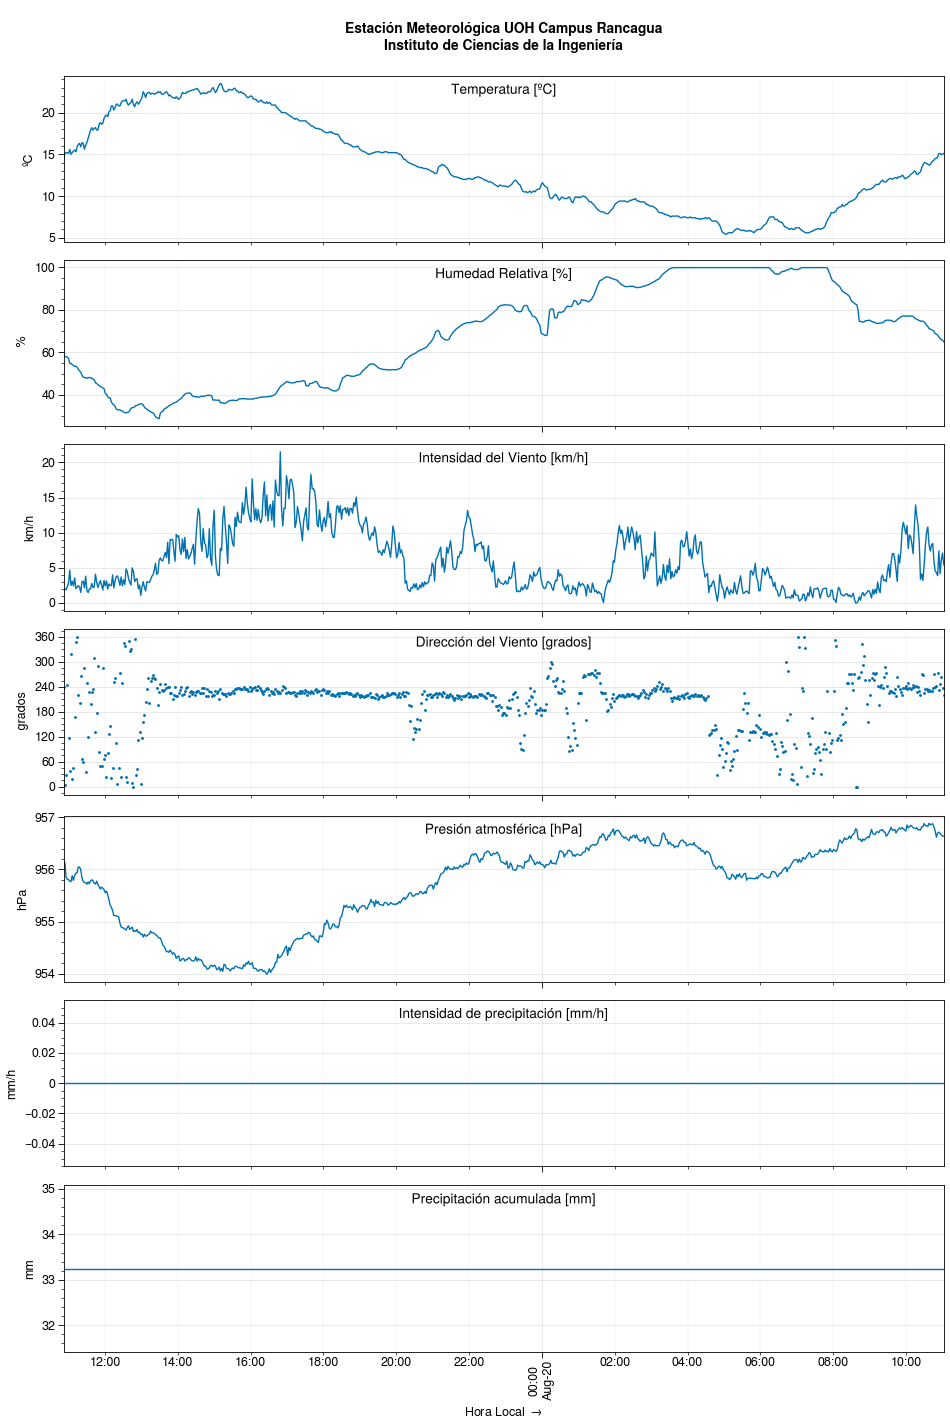 Estación Meteorológica UOH Campus Rancagua
Instituto de Ciencias de la Ingeniería
Temperatura [ºC]
ºC
20
15
10
5
Humedad Relativa [%]
%
100
80
60
40
Intensidad del Viento [km/h]
km/h
20
15
10
5
0
Dirección del Viento [grados]
grados
360
300
240
180
120
60
0
Presión atmosférica [hPa]
hPa
957
956
955
954
Intensidad de precipitación [mm/h]
mm/h
0.04
0.02
0
−0.02
−0.04
Precipitación acumulada [mm]
mm
35
34
33
32
12:00 14:00 16:00 18:00 20:00 22:00 00:00 02:00 04:00 06:00 08:00 10:00
Aug-20
Hora Local →